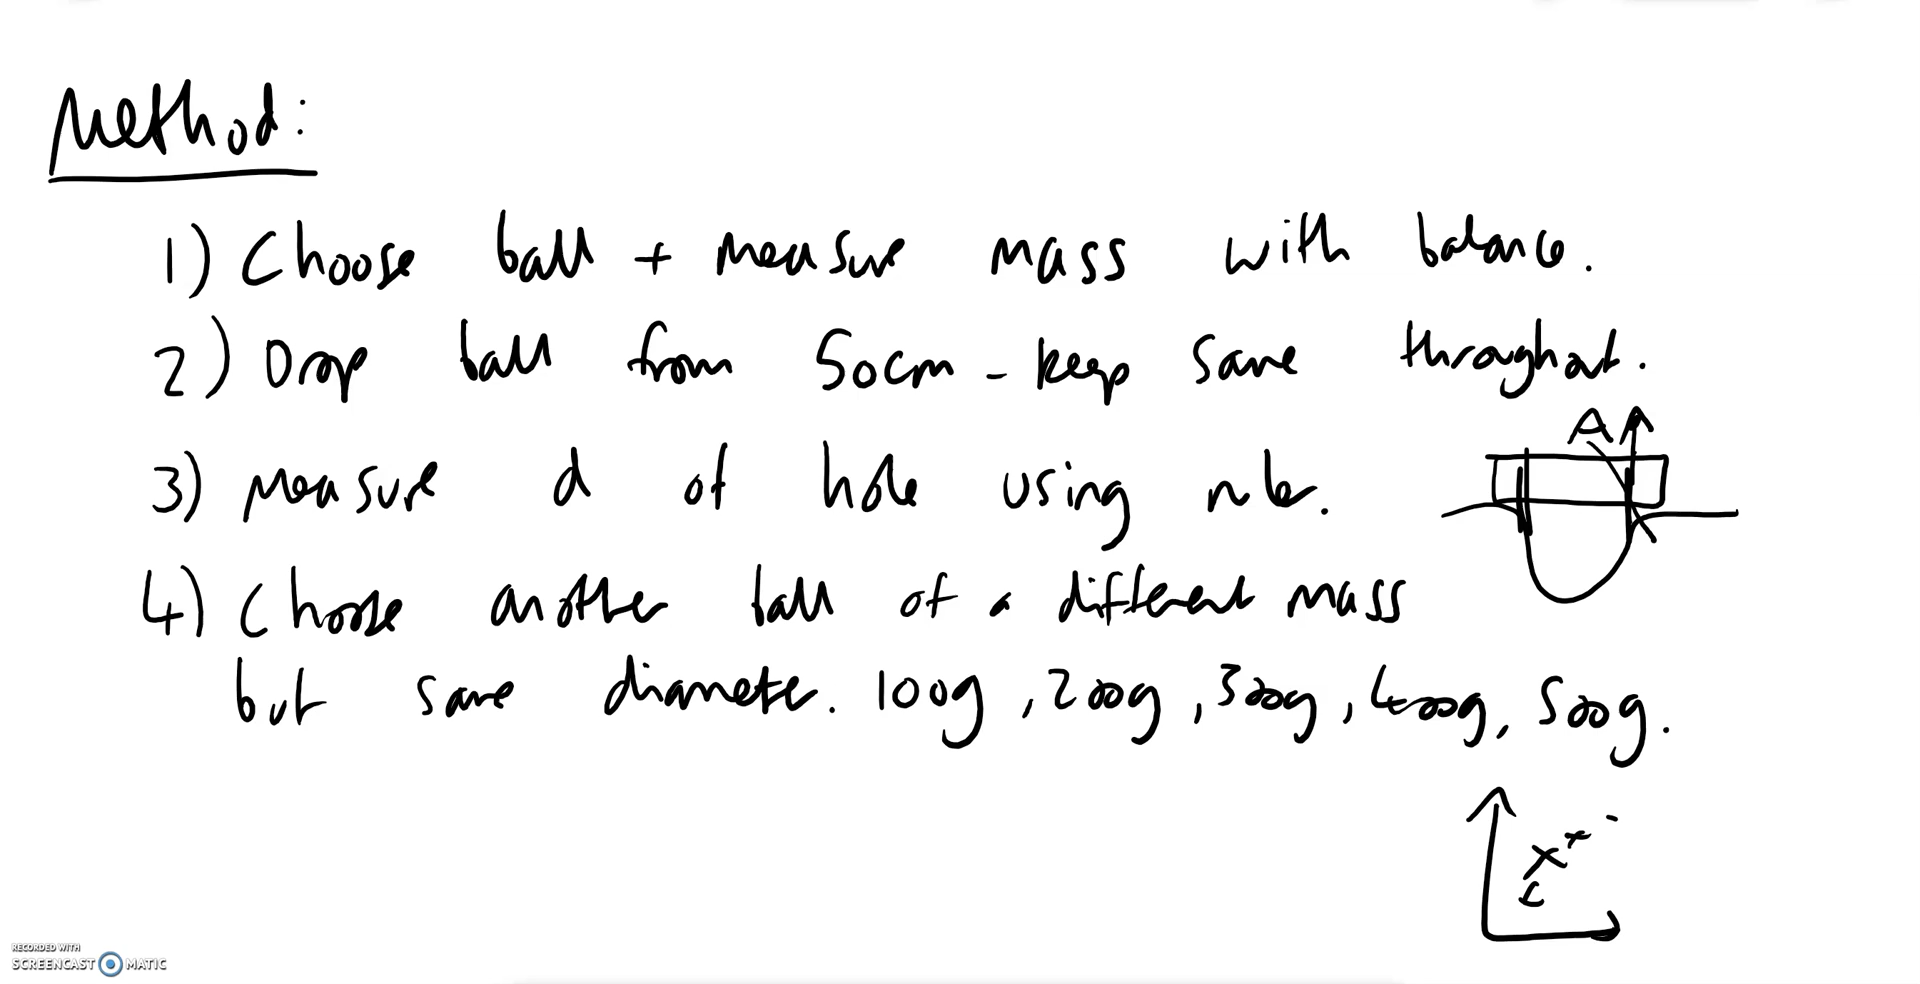 Method:
1) Choose ball + measure mass with balance.
2) Drop ball from 50cm - keep same throughout.
A
3) Measure d of hole using ruler.
4) Choose another ball of a different mass
but same diameter. 100g, 200g, 300g, 400g, 500g.
RECORDED WITH
SCREENCAST MATIC